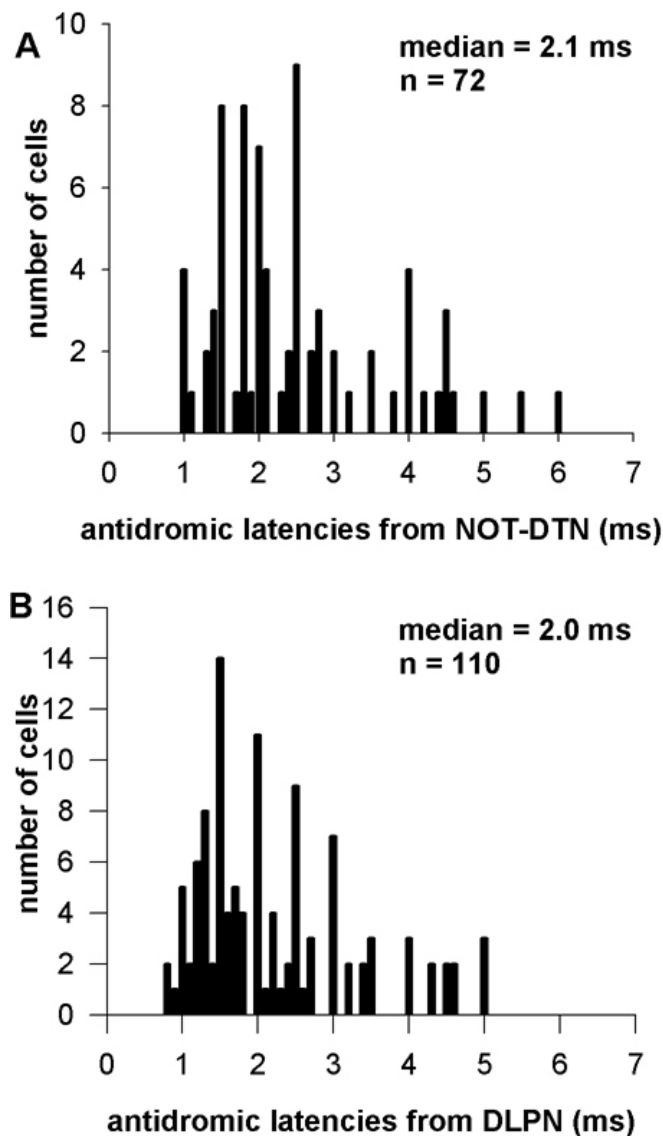 A
median = 2.1 ms
n = 72
number of cells
10
8
6
4
2
0
0 1 2 3 4 5 6 7
antidromic latencies from NOT-DTN (ms)
B
median = 2.0 ms
n = 110
number of cells
16
14
12
10
8
6
4
2
0
0 1 2 3 4 5 6 7
antidromic latencies from DLPN (ms)